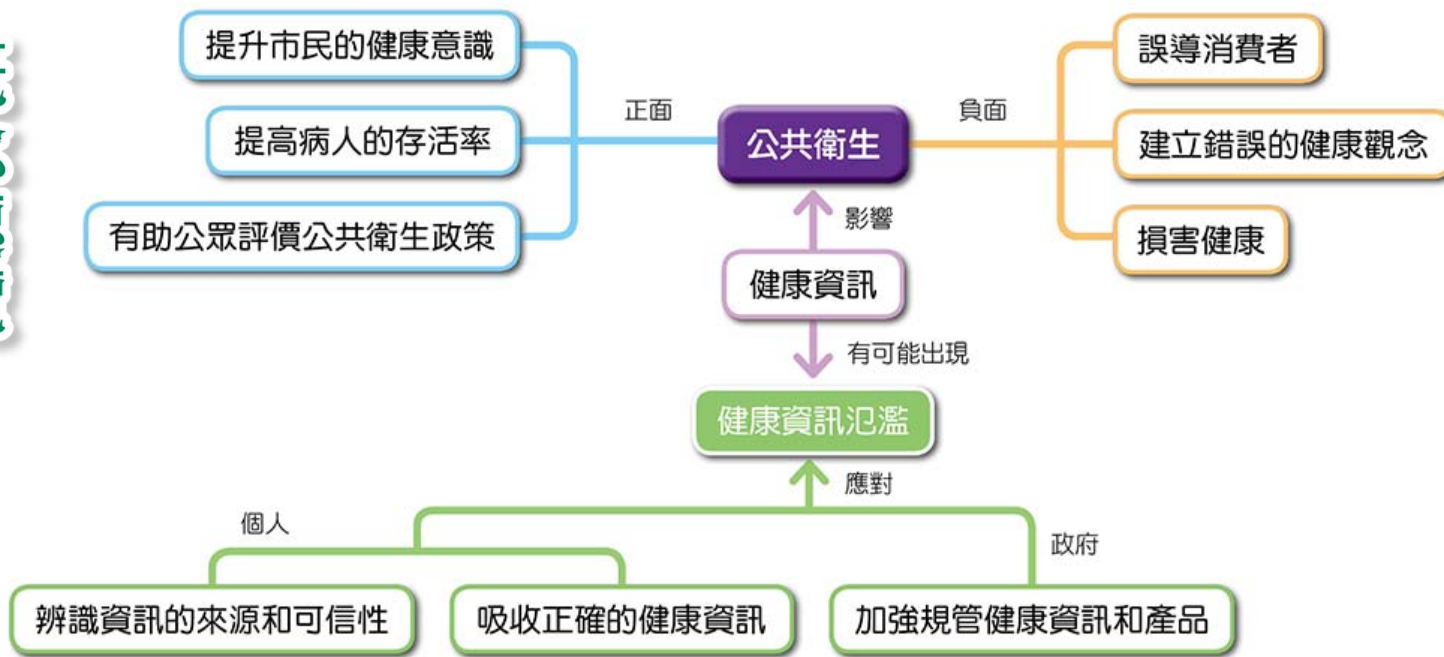 提升市民的健康意識
提高病人的存活率
有助公眾評價公共衞生政策
正面
公共衞生
負面
誤導消費者
建立錯誤的健康觀念
損害健康
影響
健康資訊
有可能出現
健康資訊氾濫
應對
個人
政府
辨識資訊的來源和可信性
吸收正確的健康資訊
加強規管健康資訊和產品